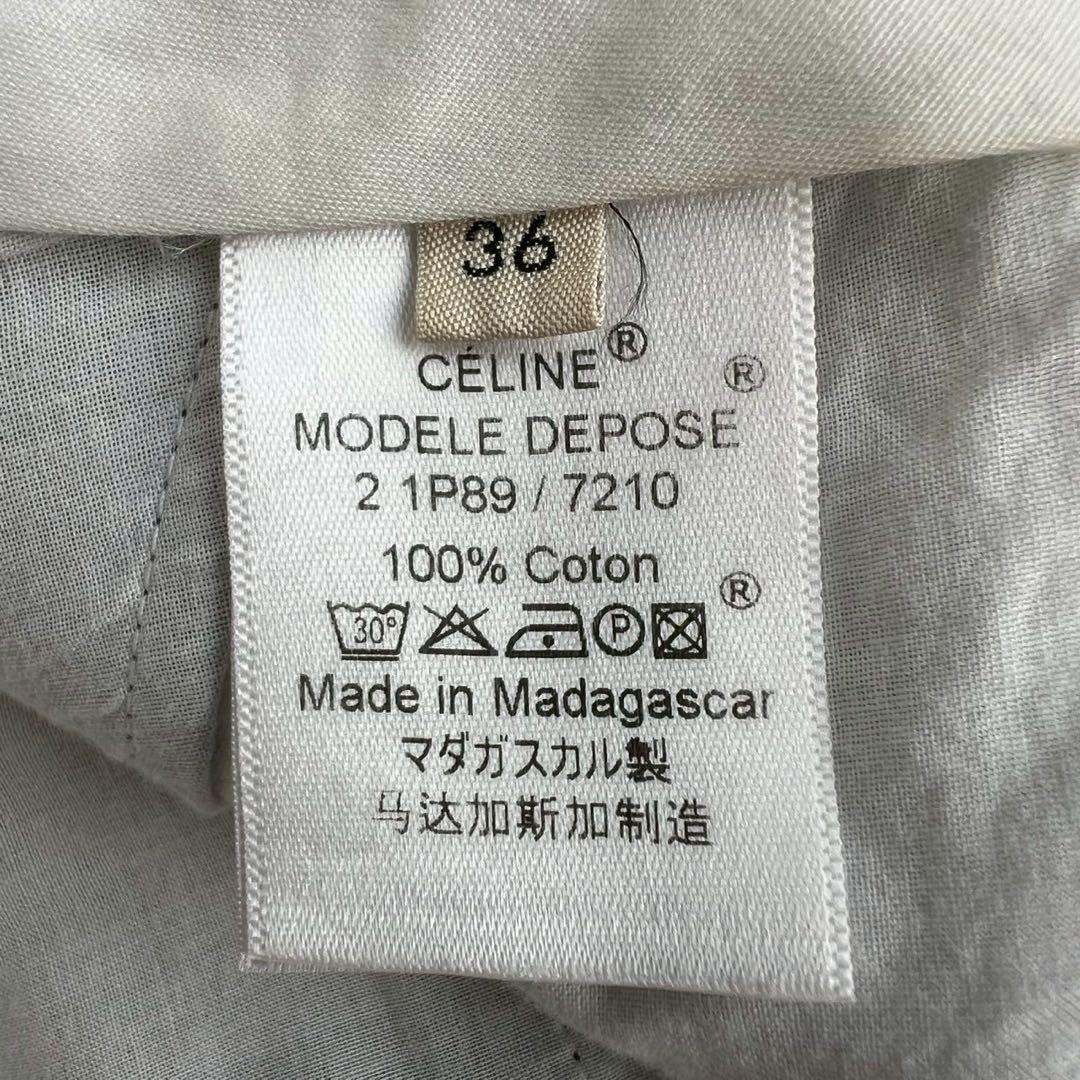 36
CÉLINE®
®
MODELE DEPOSE
2 1P89 / 7210
100% Coton
®
30° P
Made in Madagascar
マダガスカル製
马达加斯加制造